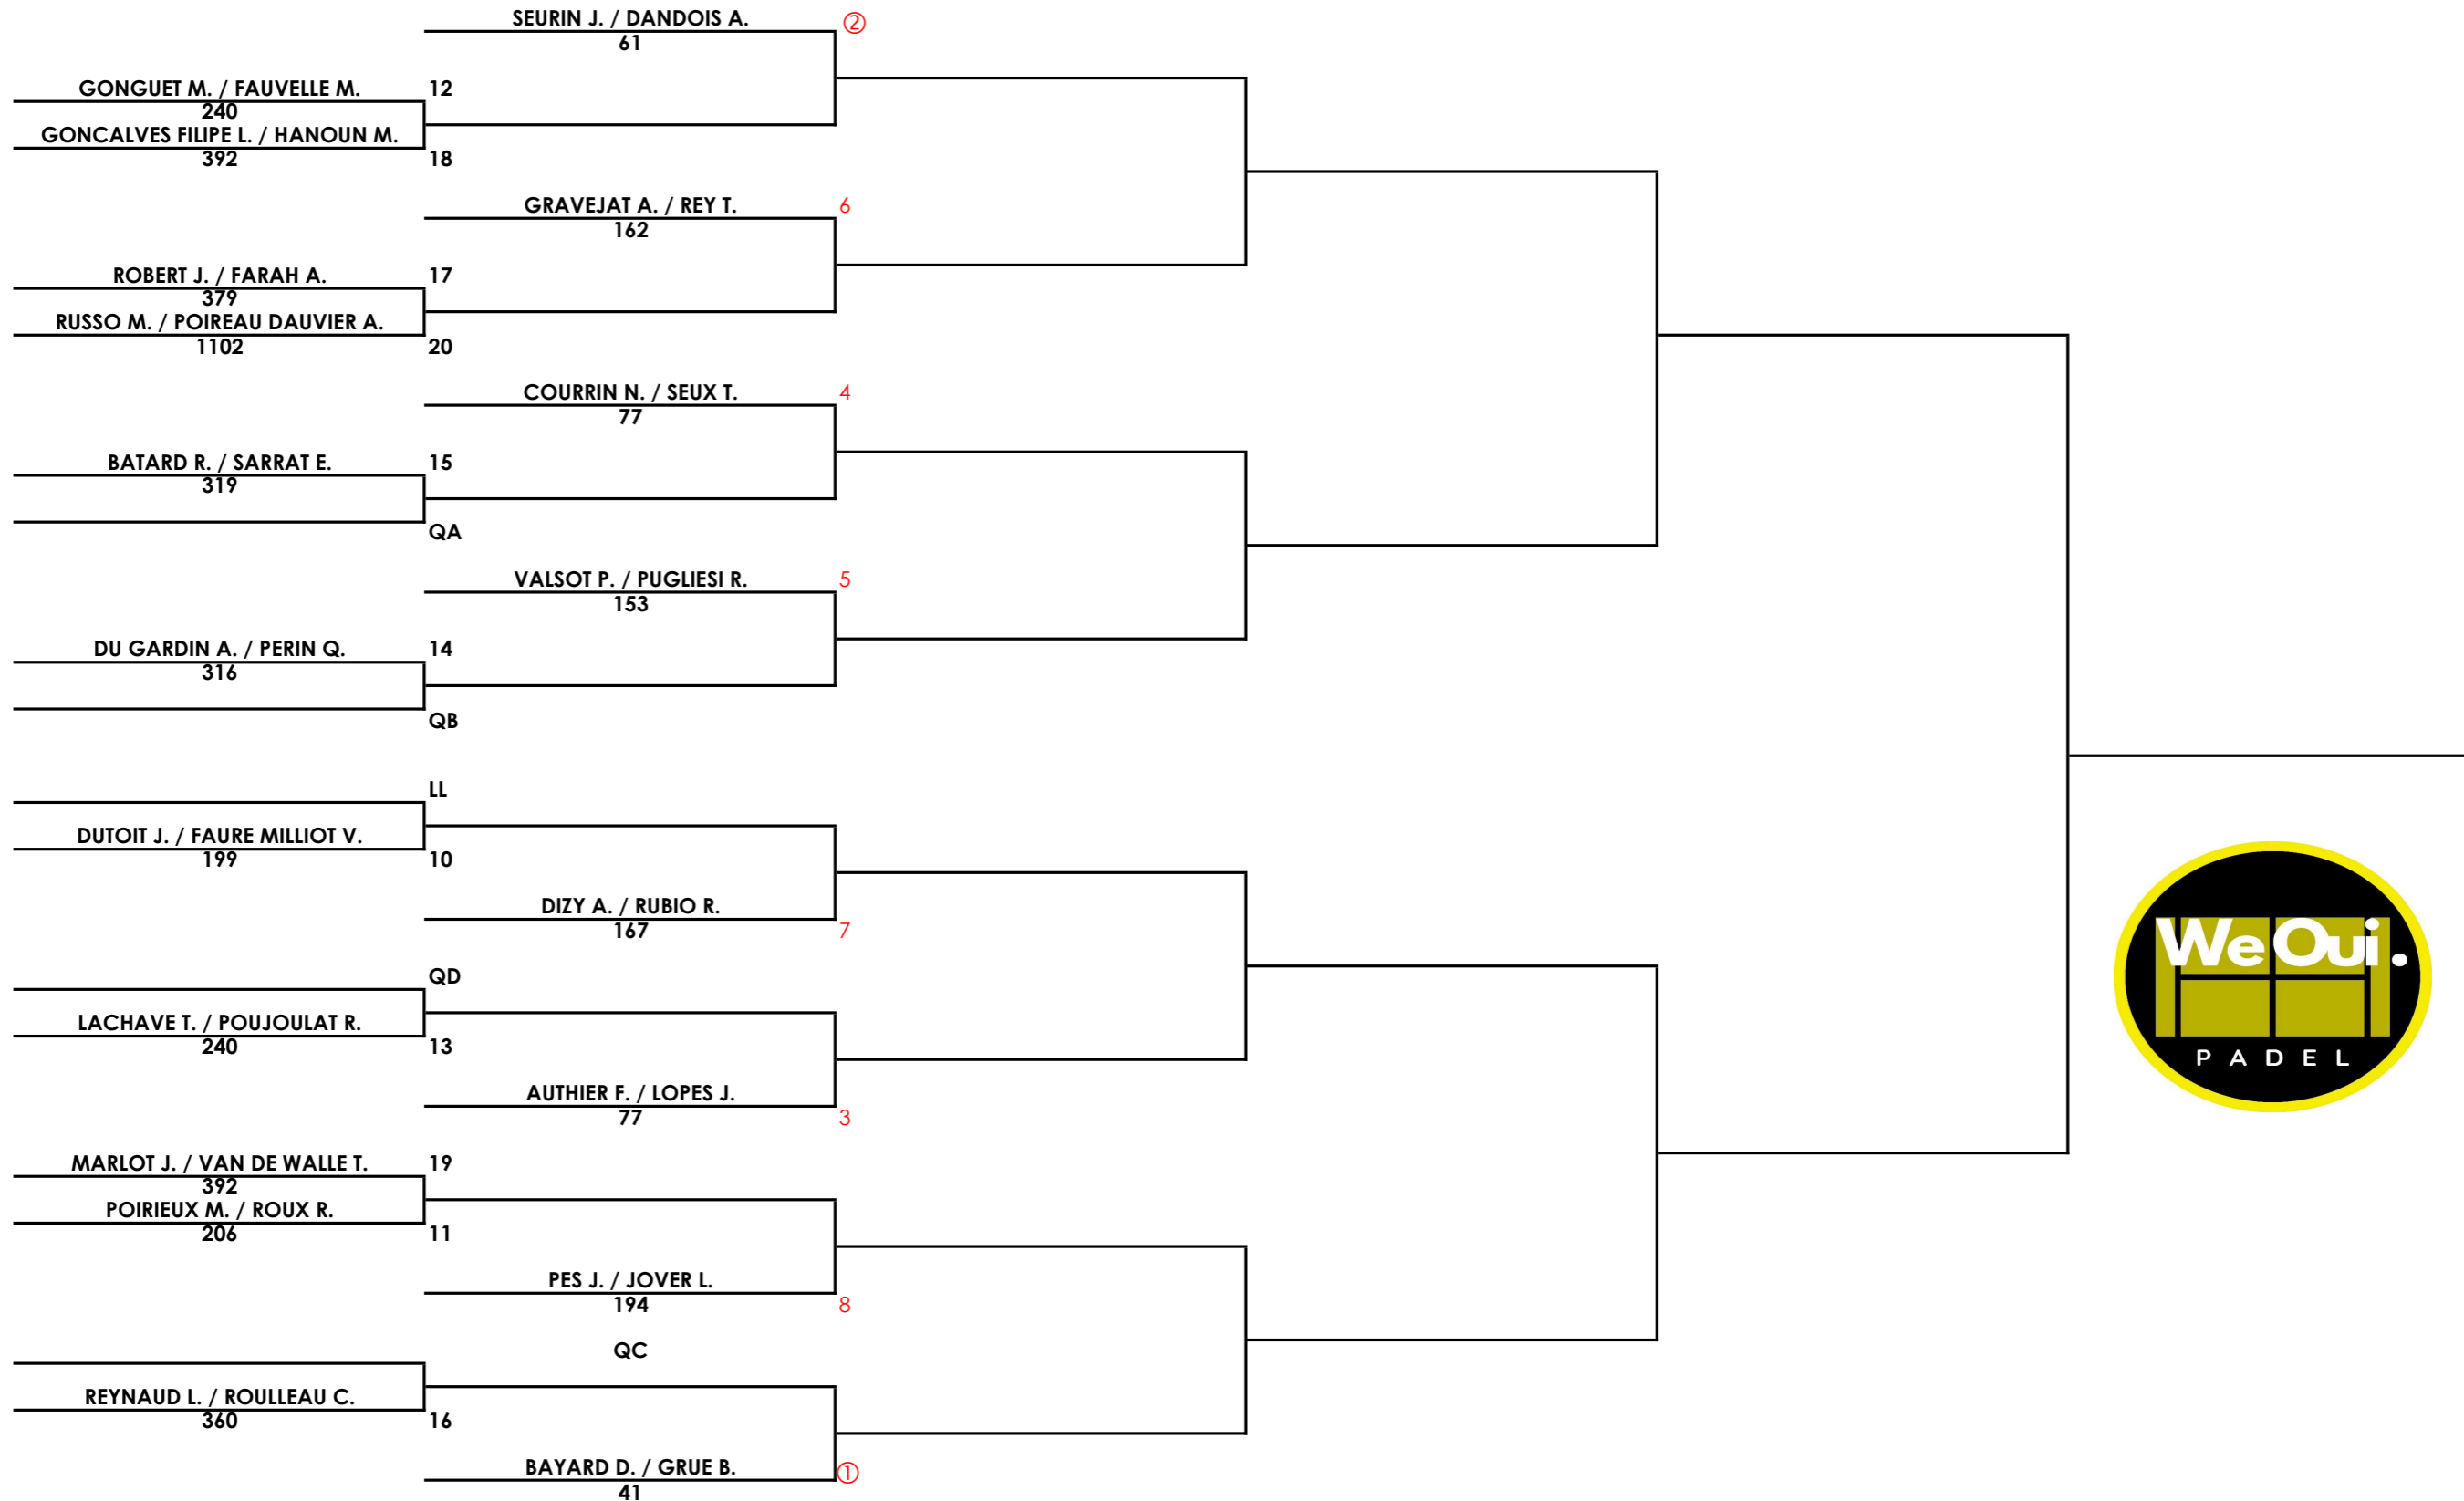 SEURIN J. / DANDOIS A.
②
61
GONGUET M. / FAUVELLE M.
12
240
GONCALVES FILIPE L. / HANOUN M.
392
18
GRAVEJAT A. / REY T.
6
162
ROBERT J. / FARAH A.
17
379
RUSSO M. / POIREAU DAUVIER A.
1102
20
COURRIN N. / SEUX T.
4
77
BATARD R. / SARRAT E.
15
319
QA
VALSOT P. / PUGLIESI R.
5
153
DU GARDIN A. / PERIN Q.
14
316
QB
LL
DUTOIT J. / FAURE MILLIOT V.
199
10
DIZY A. / RUBIO R.
167
7
QD
LACHAVE T. / POUJOULAT R.
240
13
AUTHIER F. / LOPES J.
77
3
MARLOT J. / VAN DE WALLE T.
19
392
POIRIEUX M. / ROUX R.
206
11
PES J. / JOVER L.
194
8
QC
REYNAUD L. / ROULLEAU C.
360
16
BAYARD D. / GRUE B.
①
41
We Oui.
PADEL